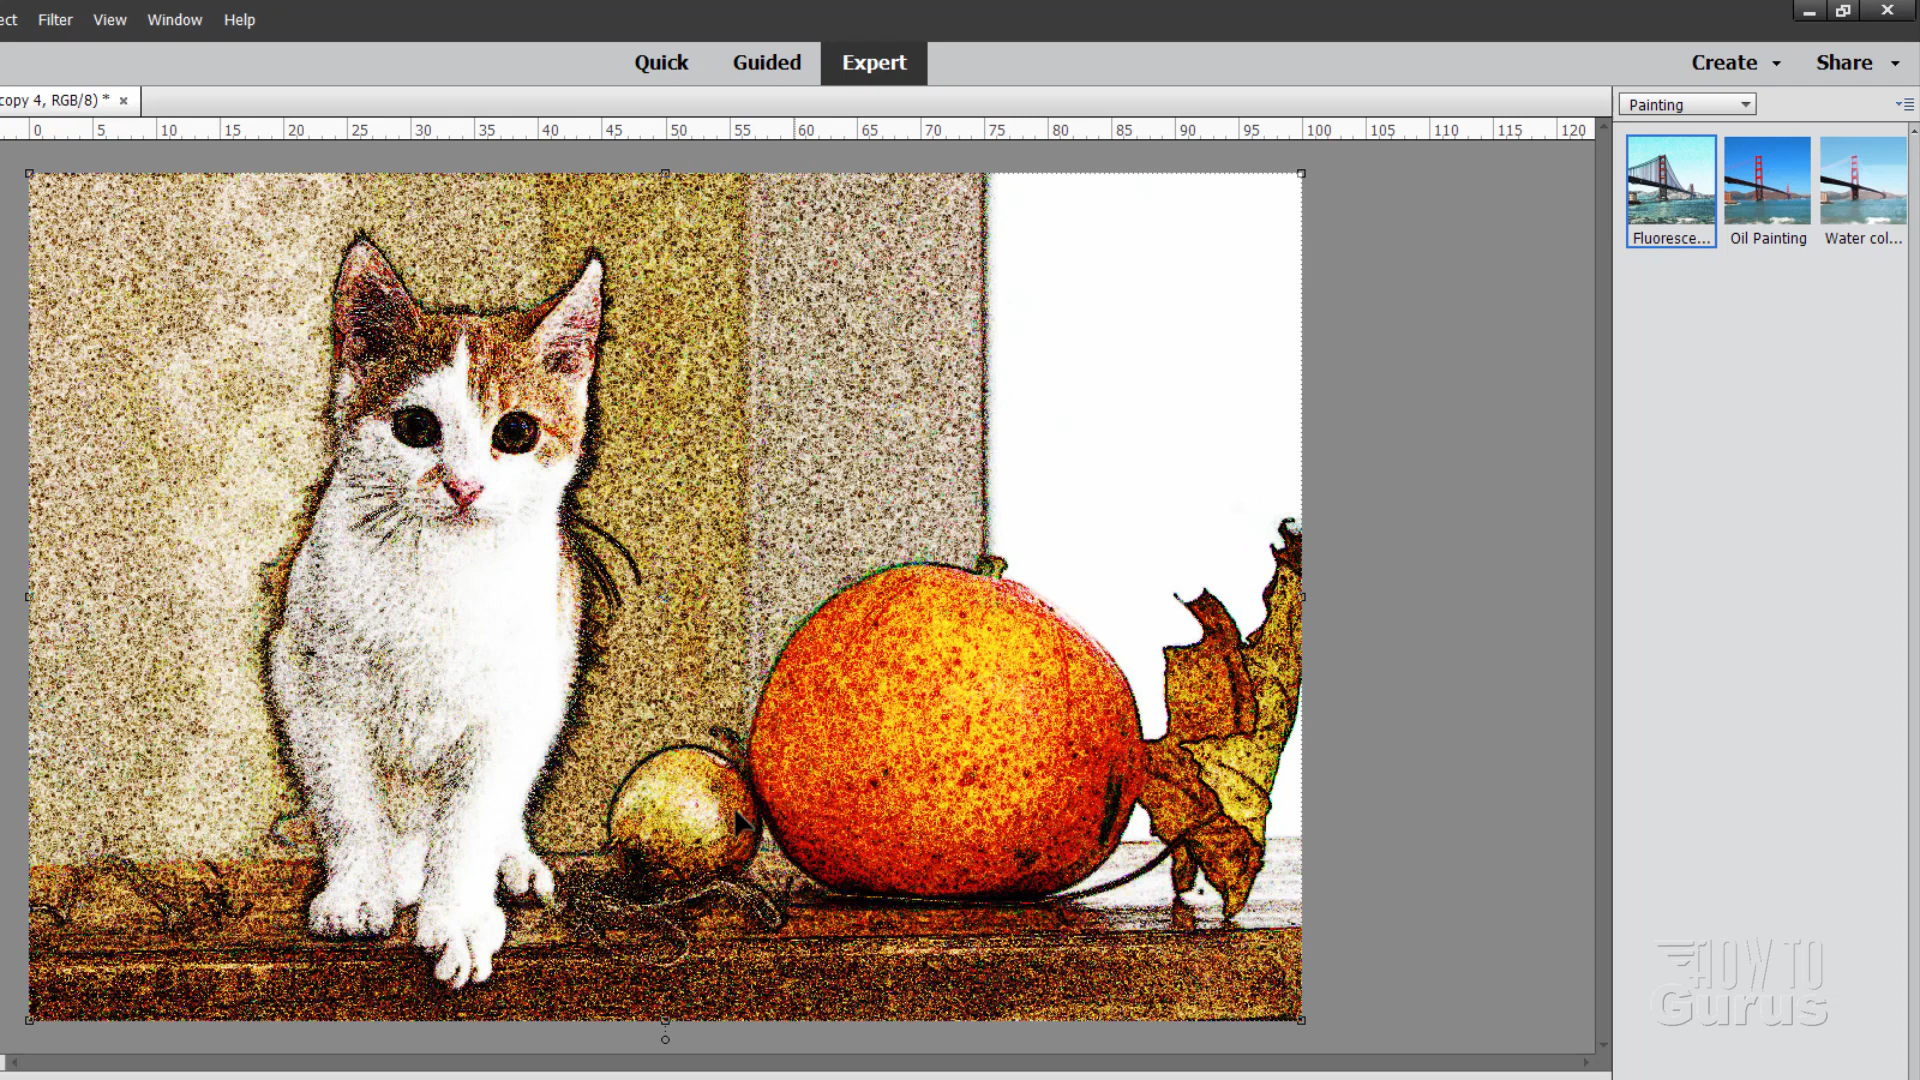 ect Filter View Window Help
Quick Guided Expert Create Share
copy 4, RGB/8) * ×
Painting
0 5 10 15 20 25 30 35 40 45 50 55 60 65 70 75 80 85 90 95 100 105 110 115 120
Fluoresce... Oil Painting Water col...
HOW TO
Gurus